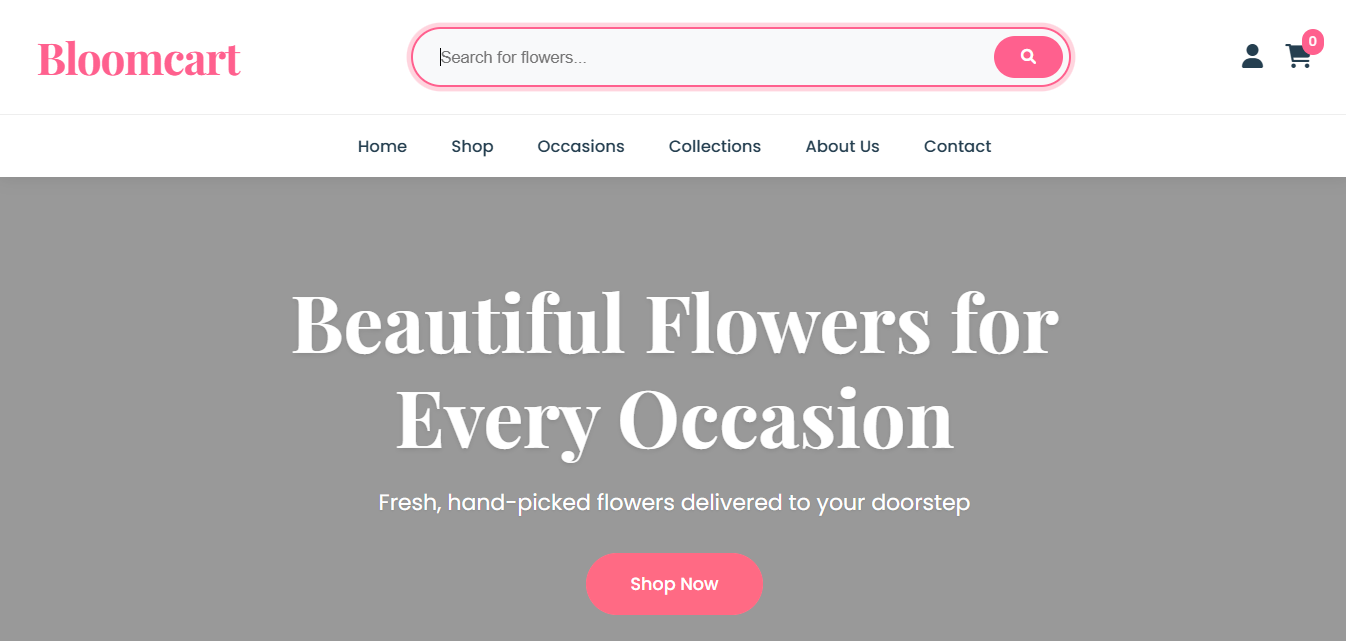 Bloomcart
Search for flowers...
0
Home Shop Occasions Collections About Us Contact
Beautiful Flowers for
Every Occasion
Fresh, hand-picked flowers delivered to your doorstep
Shop Now